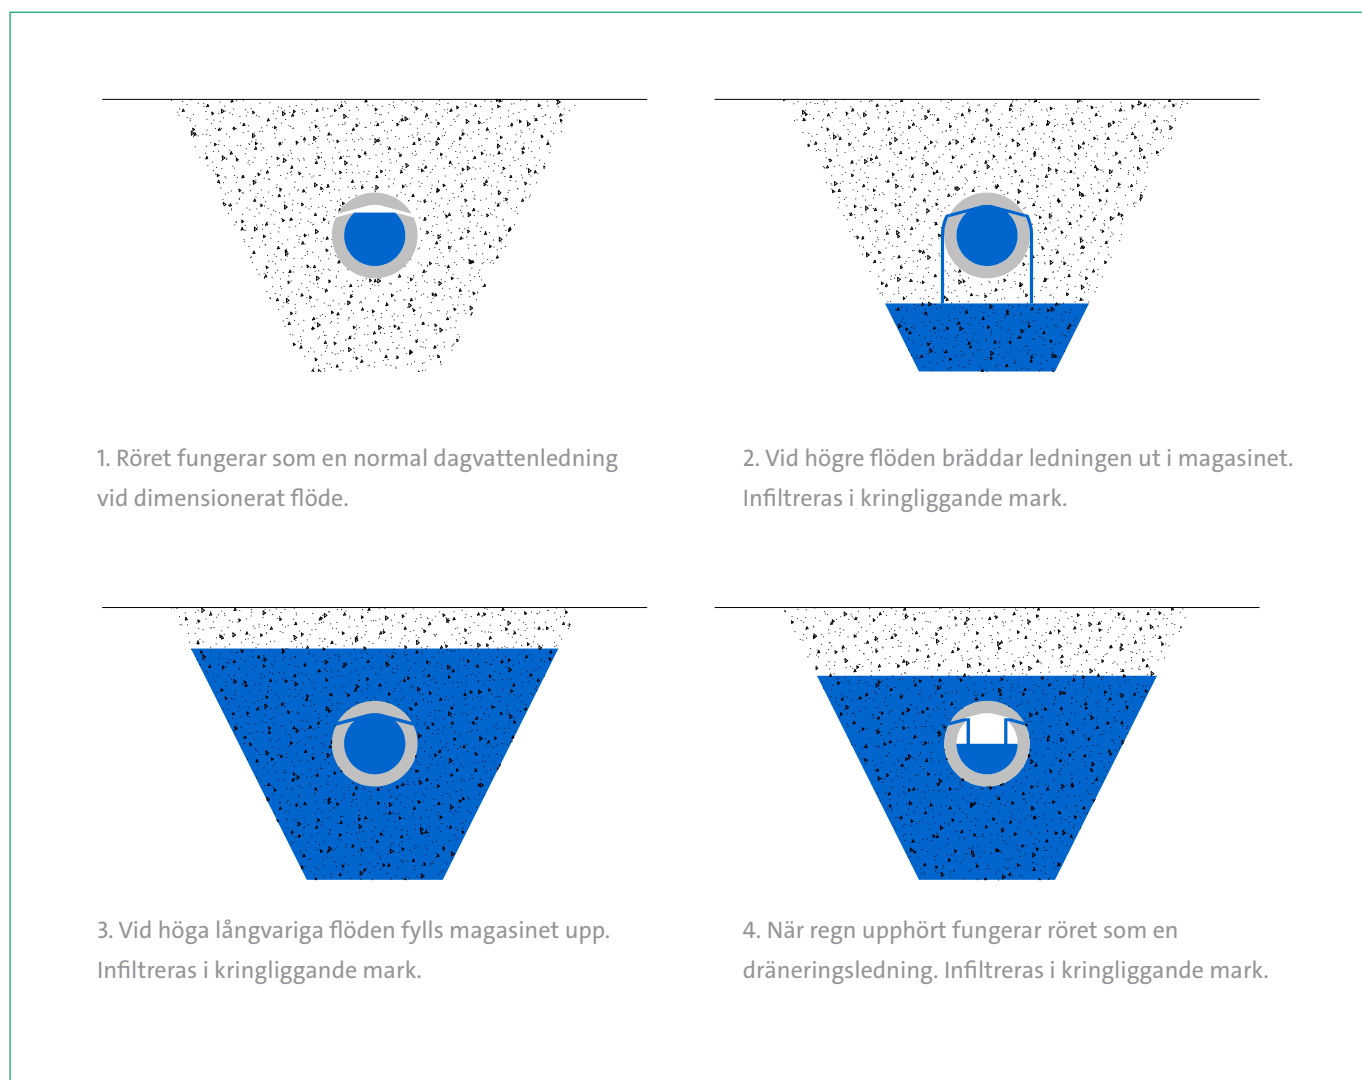 1. Röret fungerar som en normal dagvattenledning
vid dimensionerat flöde.
2. Vid högre flöden bräddar ledningen ut i magasinet.
Infiltreras i kringliggande mark.
3. Vid höga långvariga flöden fylls magasinet upp.
Infiltreras i kringliggande mark.
4. När regn upphört fungerar röret som en
dräneringsledning. Infiltreras i kringliggande mark.